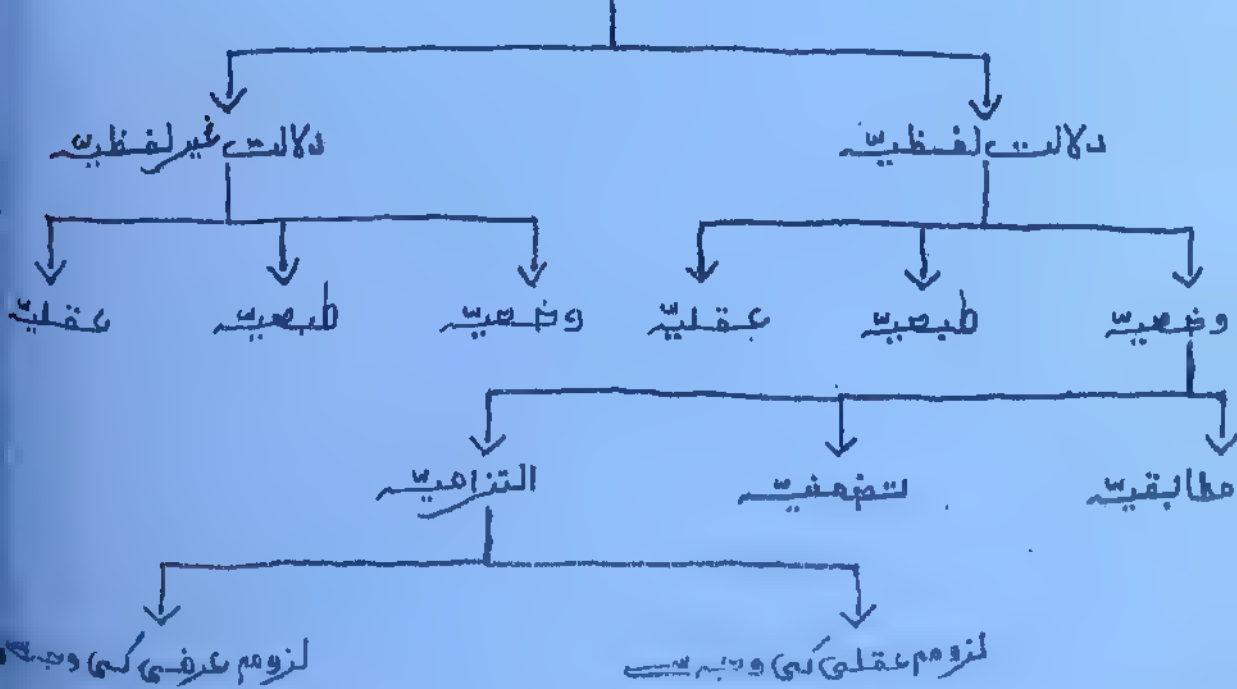 دلالت لفظیہ دلالت غیر لفظیہ
وضعیہ طبعیہ عقلیہ وضعیہ طبعیہ عقلیہ
مطابقیہ تضمنیہ التزامیہ
لزوم عقلی کی وجہ سے لزوم عرفی کی وجہ